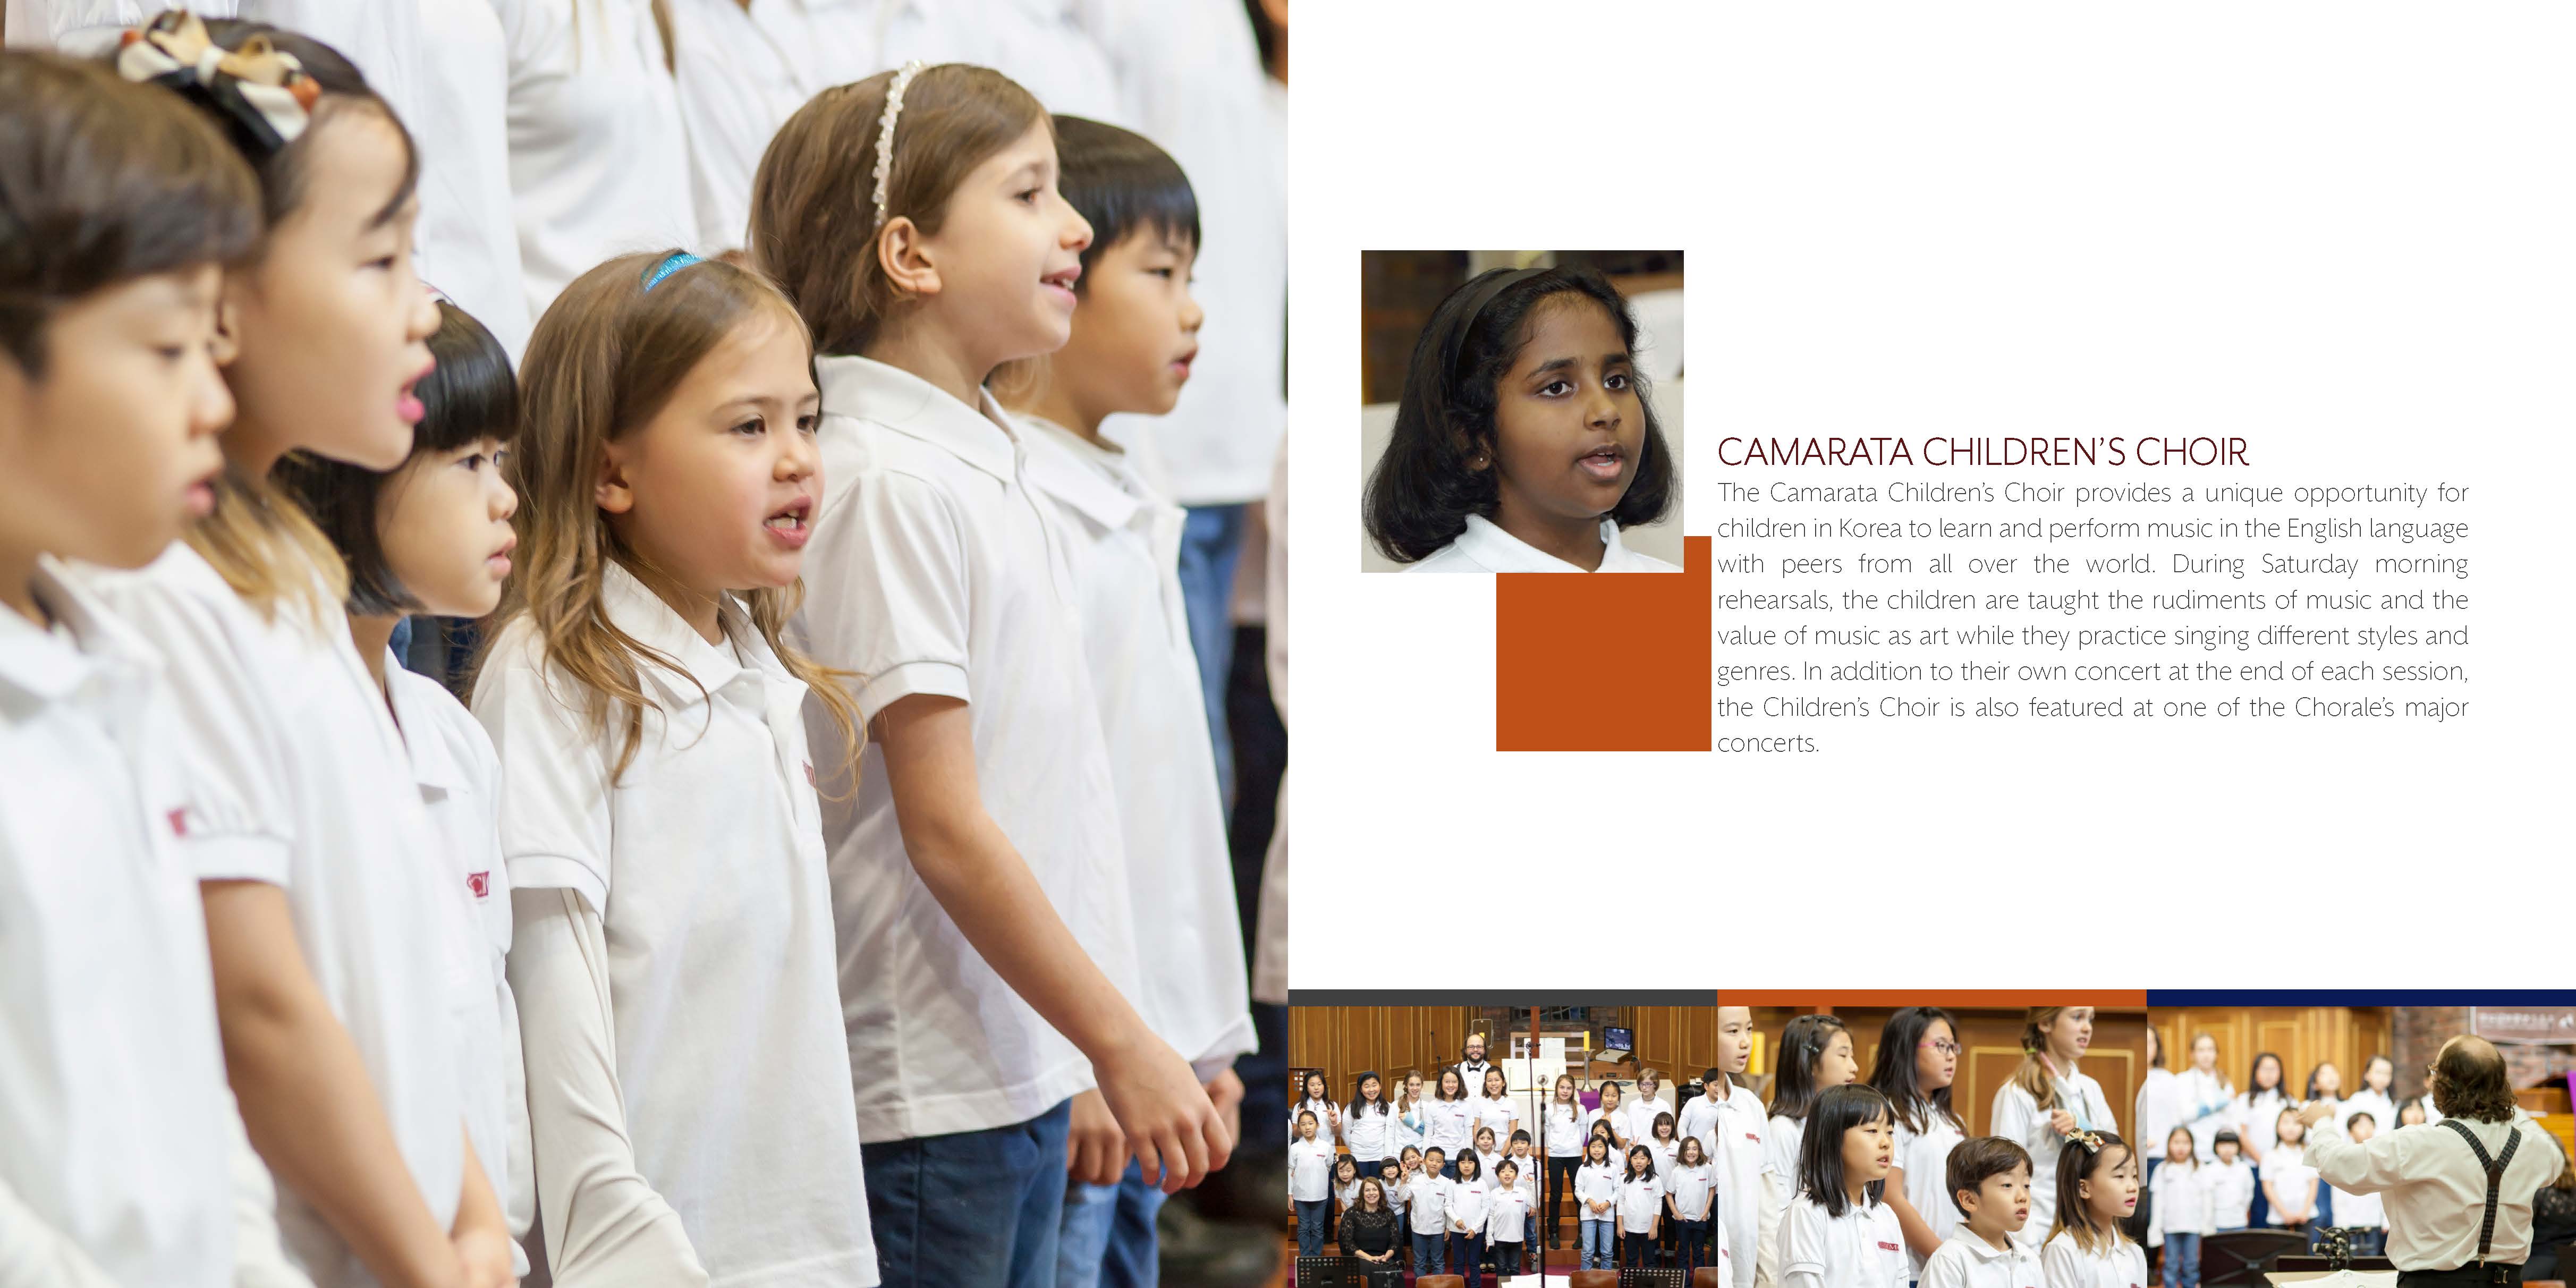 CAMARATA CHILDREN’S CHOIR
The Camarata Children’s Choir provides a unique opportunity for
children in Korea to learn and perform music in the English language
with peers from all over the world. During Saturday morning
rehearsals, the children are taught the rudiments of music and the
value of music as art while they practice singing different styles and
genres. In addition to their own concert at the end of each session,
the Children’s Choir is also featured at one of the Chorale’s major
concerts.